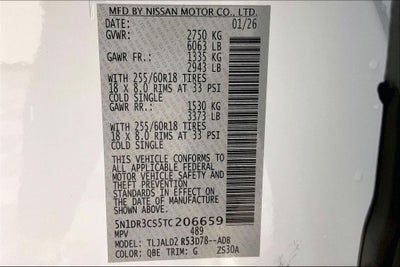 MFD BY NISSAN MOTOR CO., LTD.
DATE: 01/26
GVWR: 2750 KG
6063 LB
GAWR FR.: 1335 KG
2943 LB
WITH 255/60R18 TIRES
18 X 8.0 RIMS AT 33 PSI
COLD SINGLE
GAWR RR.: 1530 KG
3373 LB
WITH 255/60R18 TIRES
18 X 8.0 RIMS AT 33 PSI
COLD SINGLE
THIS VEHICLE CONFORMS TO
ALL APPLICABLE FEDERAL
MOTOR VEHICLE SAFETY AND
THEFT PREVENTION
STANDARDS IN EFFECT ON
THE DATE OF MANUFACTURE
SHOWN ABOVE.
5N1DR3CS5TC206659
MPV 489
MODEL: TLJALD2 R53D78--ADB
COLOR: QBE TRIM: G ZS30A